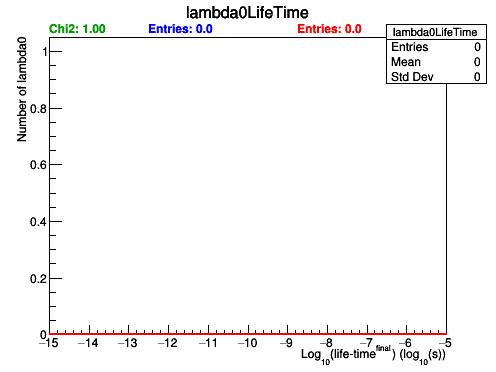 lambda0LifeTime
Chi2: 1.00 Entries: 0.0 Entries: 0.0
lambda0LifeTime
Entries 0
Mean 0
Std Dev 0
Number of lambda0
1
0.8
0.6
0.4
0.2
0
−15 −14 −13 −12 −11 −10 −9 −8 −7 −6 −5
Log10(life-time^final) (log10(s))